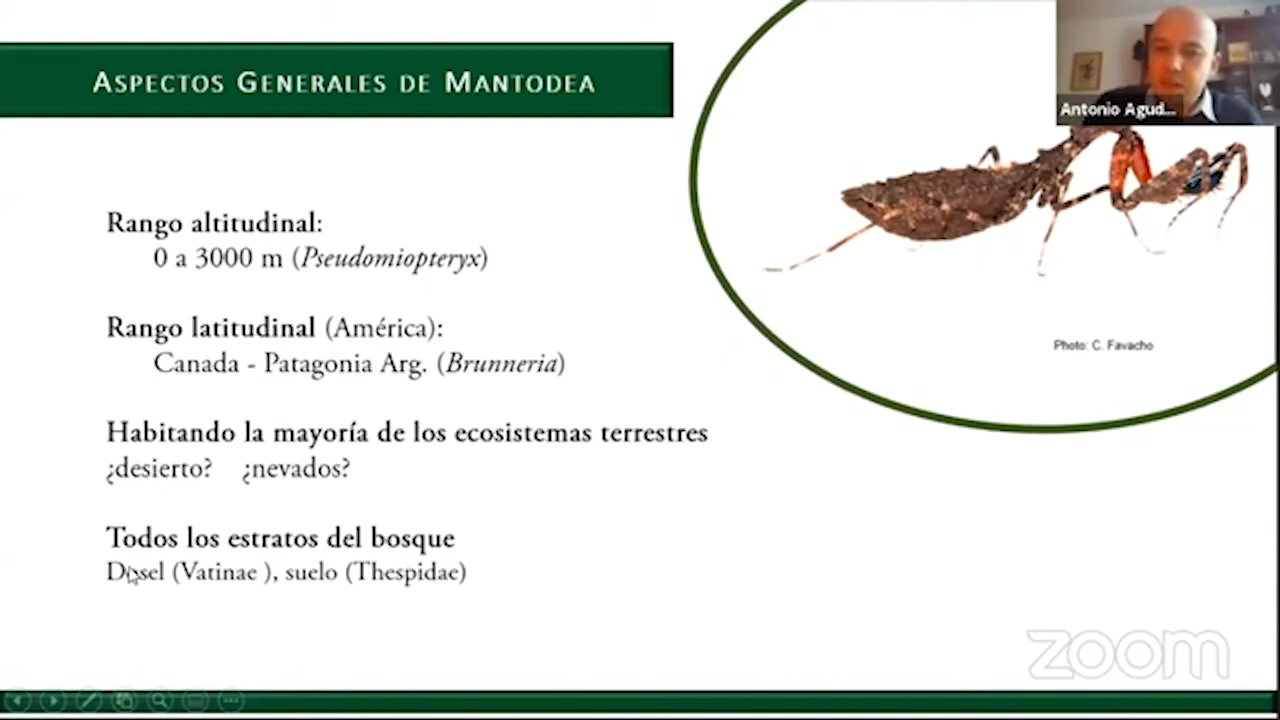 ASPECTOS GENERALES DE MANTODEA
Antonio Agud...
Rango altitudinal:
0 a 3000 m (Pseudomiopteryx)
Rango latitudinal (América):
Canada - Patagonia Arg. (Brunneria)
Photo: C. Favacho
Habitando la mayoría de los ecosistemas terrestres
¿desierto? ¿nevados?
Todos los estratos del bosque
Dosel (Vatinae ), suelo (Thespidae)
zoom